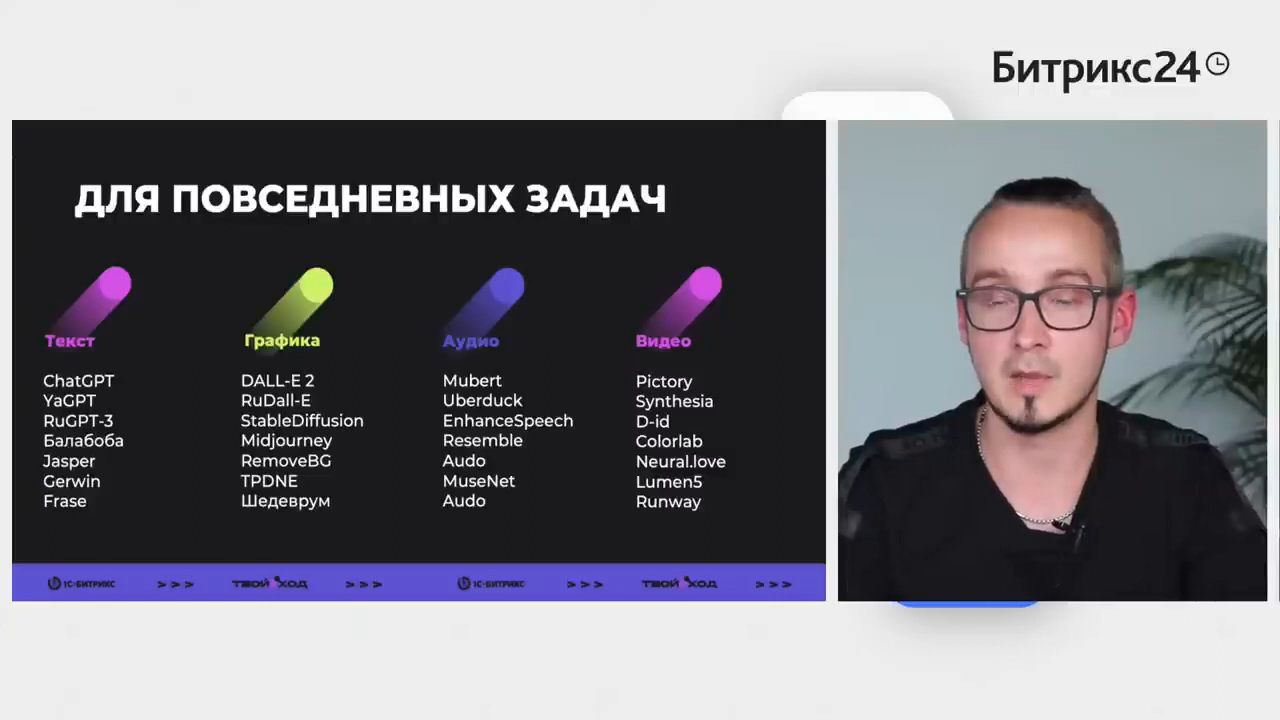 Битрикс24
ДЛЯ ПОВСЕДНЕВНЫХ ЗАДАЧ
Текст
ChatGPT
YaGPT
RuGPT-3
Балабоба
Jasper
Gerwin
Frase
Графика
DALL-E 2
RuDall-E
StableDiffusion
Midjourney
RemoveBG
TPDNE
Шедеврум
Аудио
Mubert
Uberduck
EnhanceSpeech
Resemble
Audo
MuseNet
Audo
Видео
Pictory
Synthesia
D-id
Colorlab
Neural.love
Lumen5
Runway
1С-БИТРИКС > > > ТВОЙ ХОД > > > 1С-БИТРИКС > > > ТВОЙ ХОД > > >